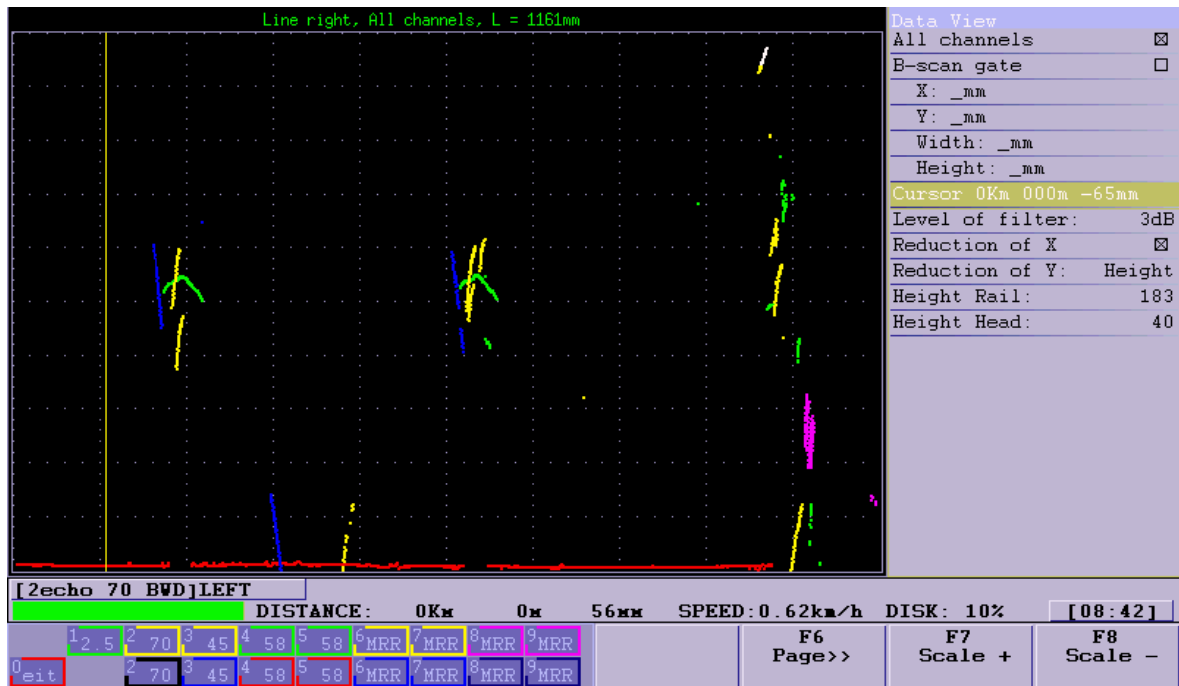 Line right, All channels, L = 1161mm
Data View
All channels
B-scan gate
X: _mm
Y: _mm
Width: _mm
Height: _mm
Cursor 0Km 000m -65mm
Level of filter: 3dB
Reduction of X
Reduction of Y: Height
Height Rail: 183
Height Head: 40
[2echo 70 BWD]LEFT
DISTANCE: 0Км 0м 56мм SPEED:0.62km/h DISK: 10% [08:42]
1 2.5 2 70 3 45 4 58 5 58 6 MRR 7 MRR 8 MRR 9 MRR
0 eit 2 70 3 45 4 58 5 58 6 MRR 7 MRR 8 MRR 9 MRR
F6
Page>>
F7
Scale +
F8
Scale -